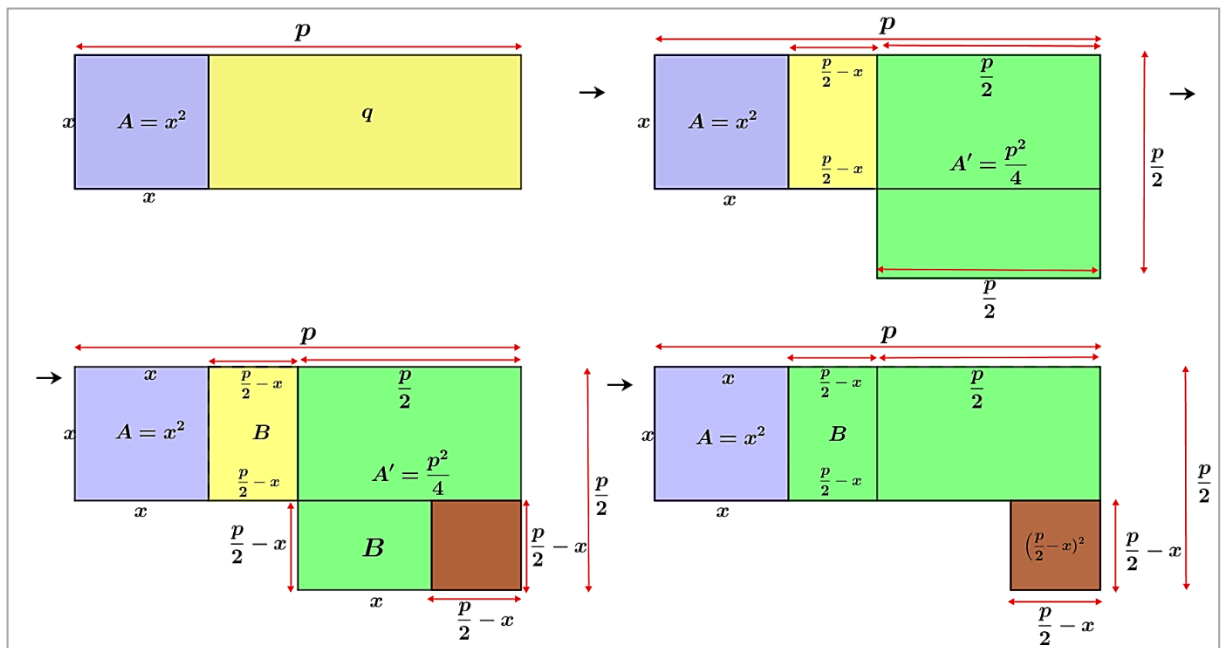 p
x
A = x²
q
x
→
p
p/2 − x
p/2
x
A = x²
p/2 − x
A′ = p²/4
x
p/2
p/2
→
→
p
x
p/2 − x
p/2
x
A = x²
B
p/2 − x
A′ = p²/4
x
p/2
p/2 − x
B
p/2 − x
x
p/2 − x
→
p
x
p/2 − x
p/2
x
A = x²
B
p/2 − x
x
p/2
(p/2 − x)²
p/2 − x
p/2 − x